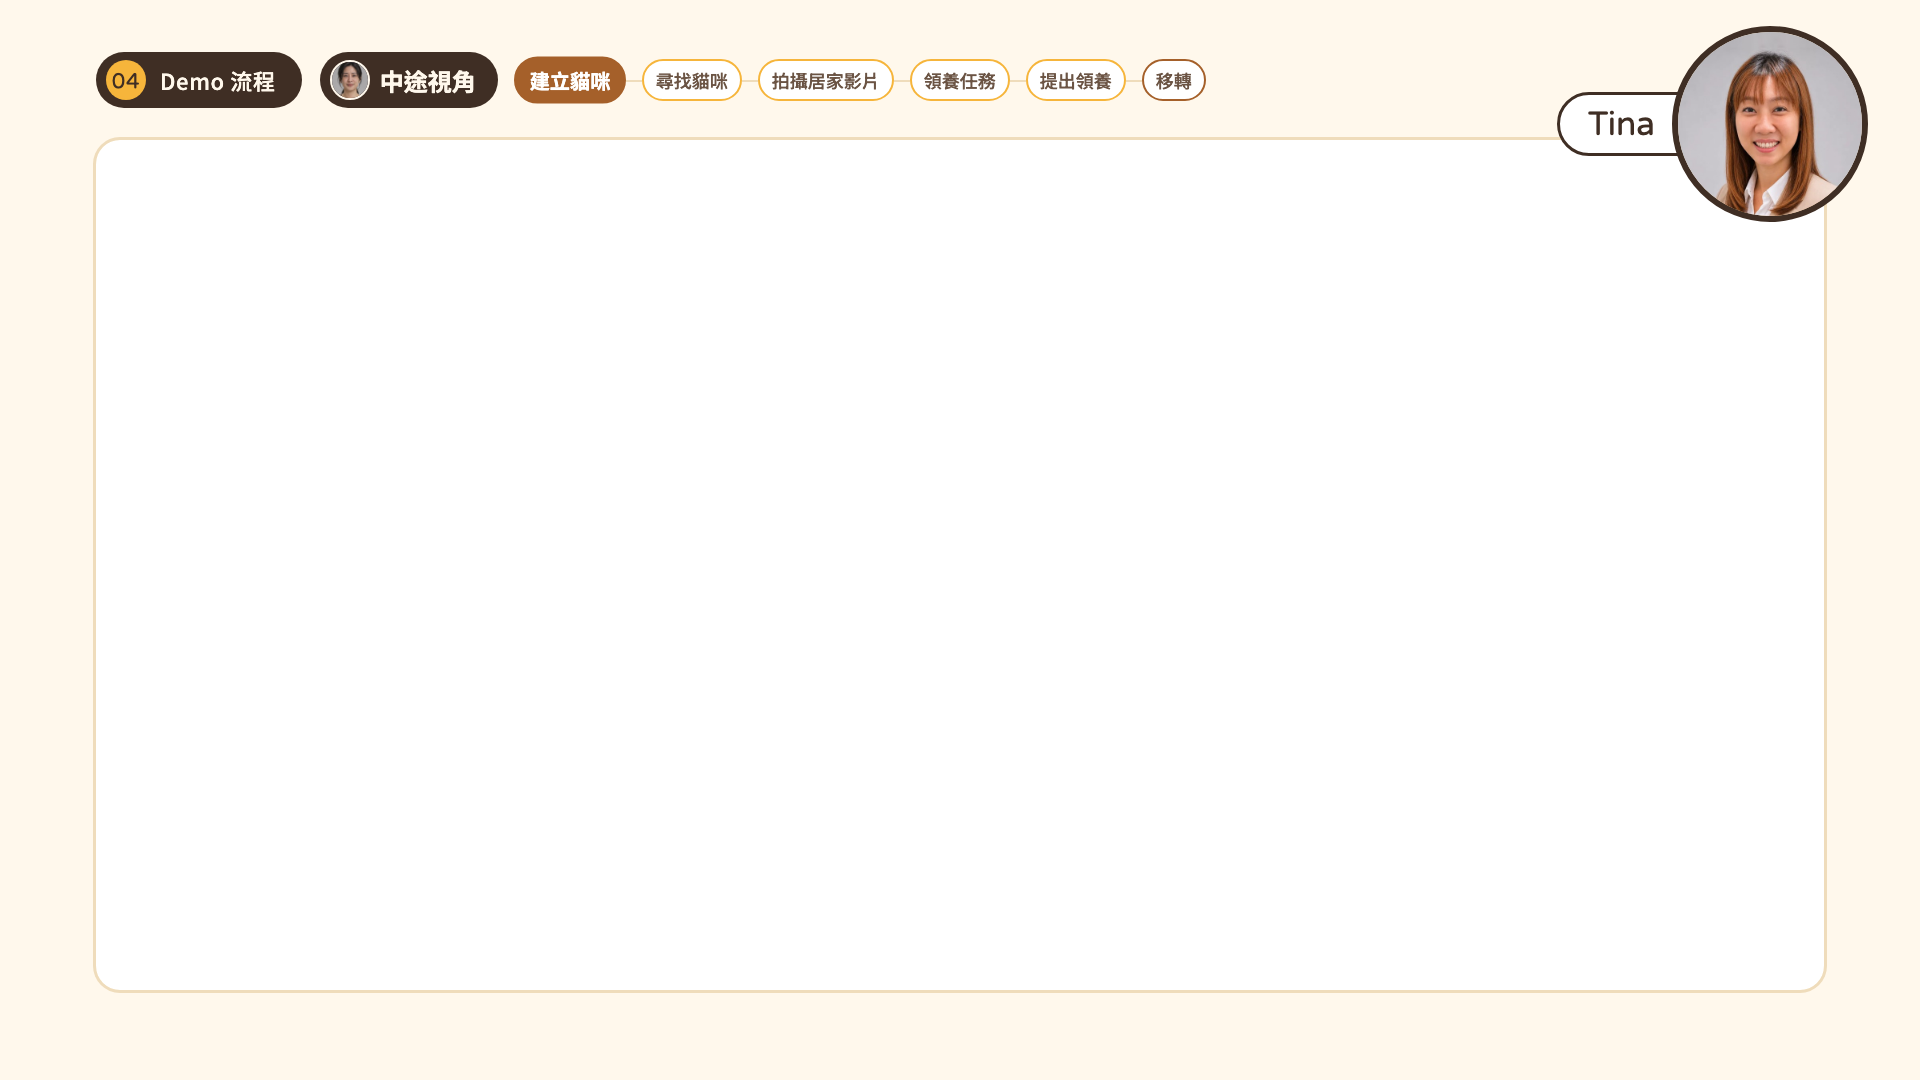 04 Demo 流程
中途視角
建立貓咪
尋找貓咪
拍攝居家影片
領養任務
提出領養
移轉
Tina